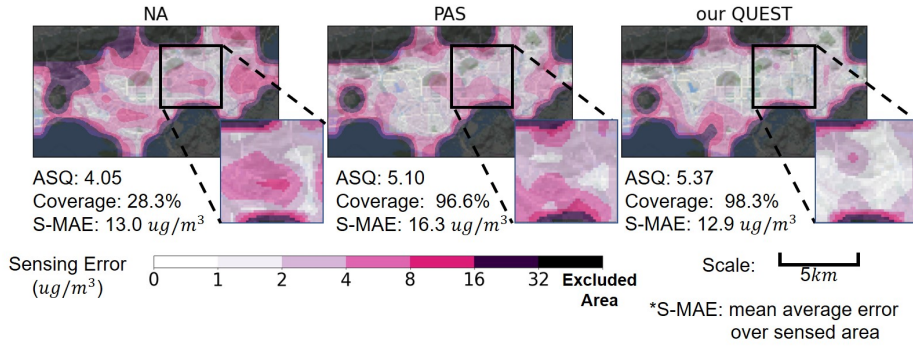 NA
PAS
our QUEST
ASQ: 4.05
Coverage: 28.3%
S-MAE: 13.0 ug/m³
ASQ: 5.10
Coverage: 96.6%
S-MAE: 16.3 ug/m³
ASQ: 5.37
Coverage: 98.3%
S-MAE: 12.9 ug/m³
Sensing Error
(ug/m³)
0 1 2 4 8 16 32 Excluded
Area
Scale:
5km
*S-MAE: mean average error
over sensed area